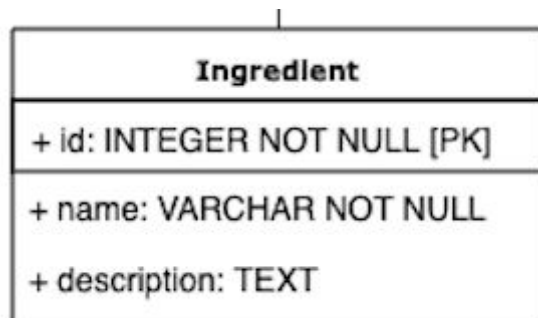 Ingredient
+ id: INTEGER NOT NULL [PK]
+ name: VARCHAR NOT NULL
+ description: TEXT